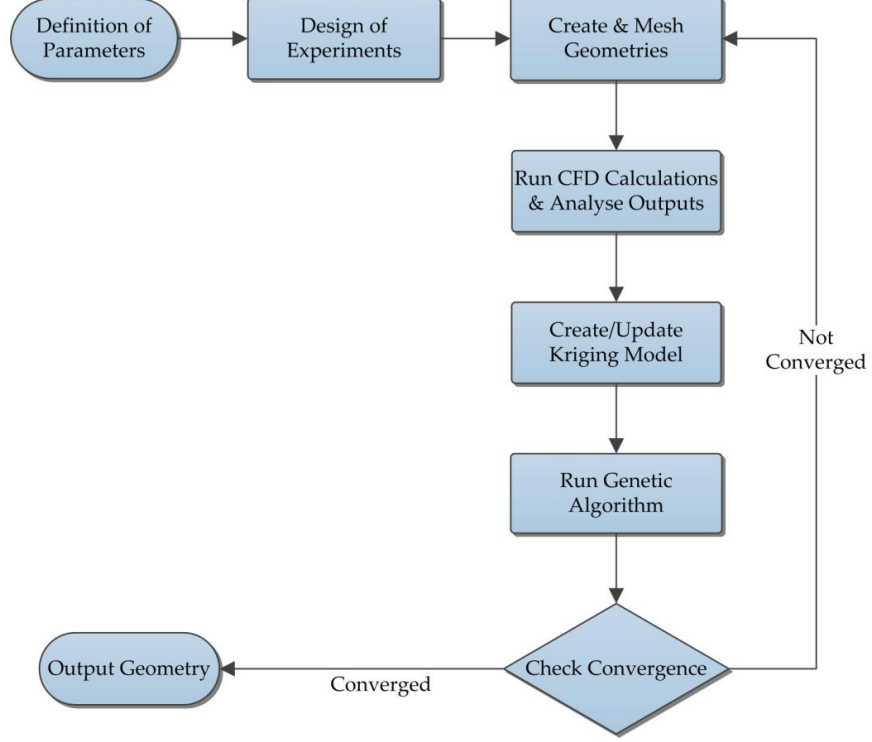 Definition of
Parameters
Design of
Experiments
Create & Mesh
Geometries
Run CFD Calculations
& Analyse Outputs
Create/Update
Kriging Model
Not
Converged
Run Genetic
Algorithm
Check Convergence
Converged
Output Geometry